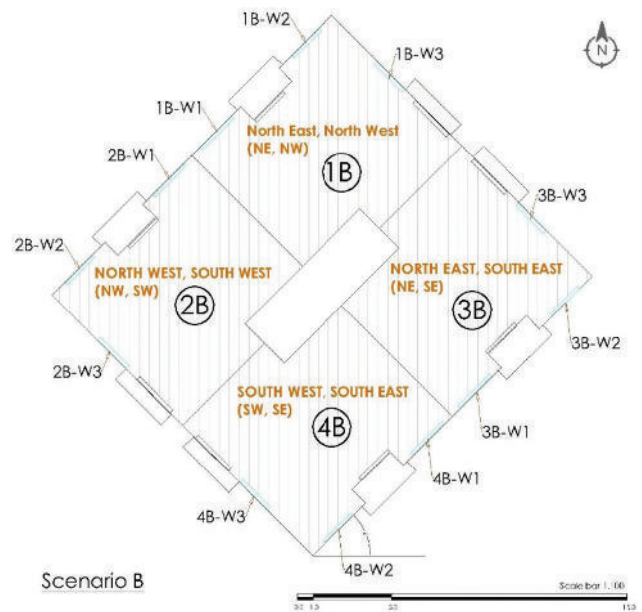 1B-W2
N
1B-W3
1B-W1
North East, North West
(NE, NW)
2B-W1
1B
3B-W3
2B-W2
NORTH WEST, SOUTH WEST
(NW, SW)
NORTH EAST, SOUTH EAST
(NE, SE)
2B
3B
3B-W2
2B-W3
SOUTH WEST, SOUTH EAST
(SW, SE)
4B
3B-W1
4B-W1
4B-W3
4B-W2
Scenario B
Scale bar 1:100